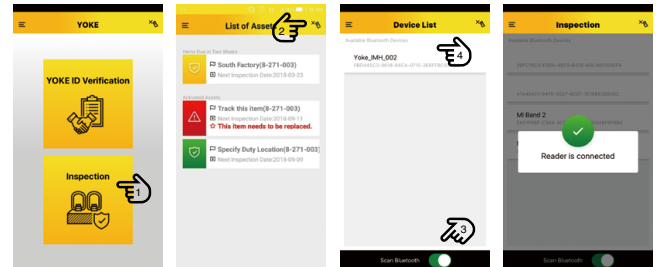 YOKE
YOKE ID Verification
Inspection
1
List of Assets
2
Items Due in Two Weeks
South Factory(8-271-003)
Next Inspection Date:2018-03-23
Activated Assets
Track this item(8-271-003)
Next Inspection Date:2018-09-11
This item needs to be replaced.
Specify Duty Location(8-271-003)
Next Inspection Date:2018-09-09
Device List
Available Bluetooth Devices
Yoke_IMH_002
4
3
Scan Bluetooth
Inspection
Available Bluetooth Devices
MI Band 2
Reader is connected
Scan Bluetooth